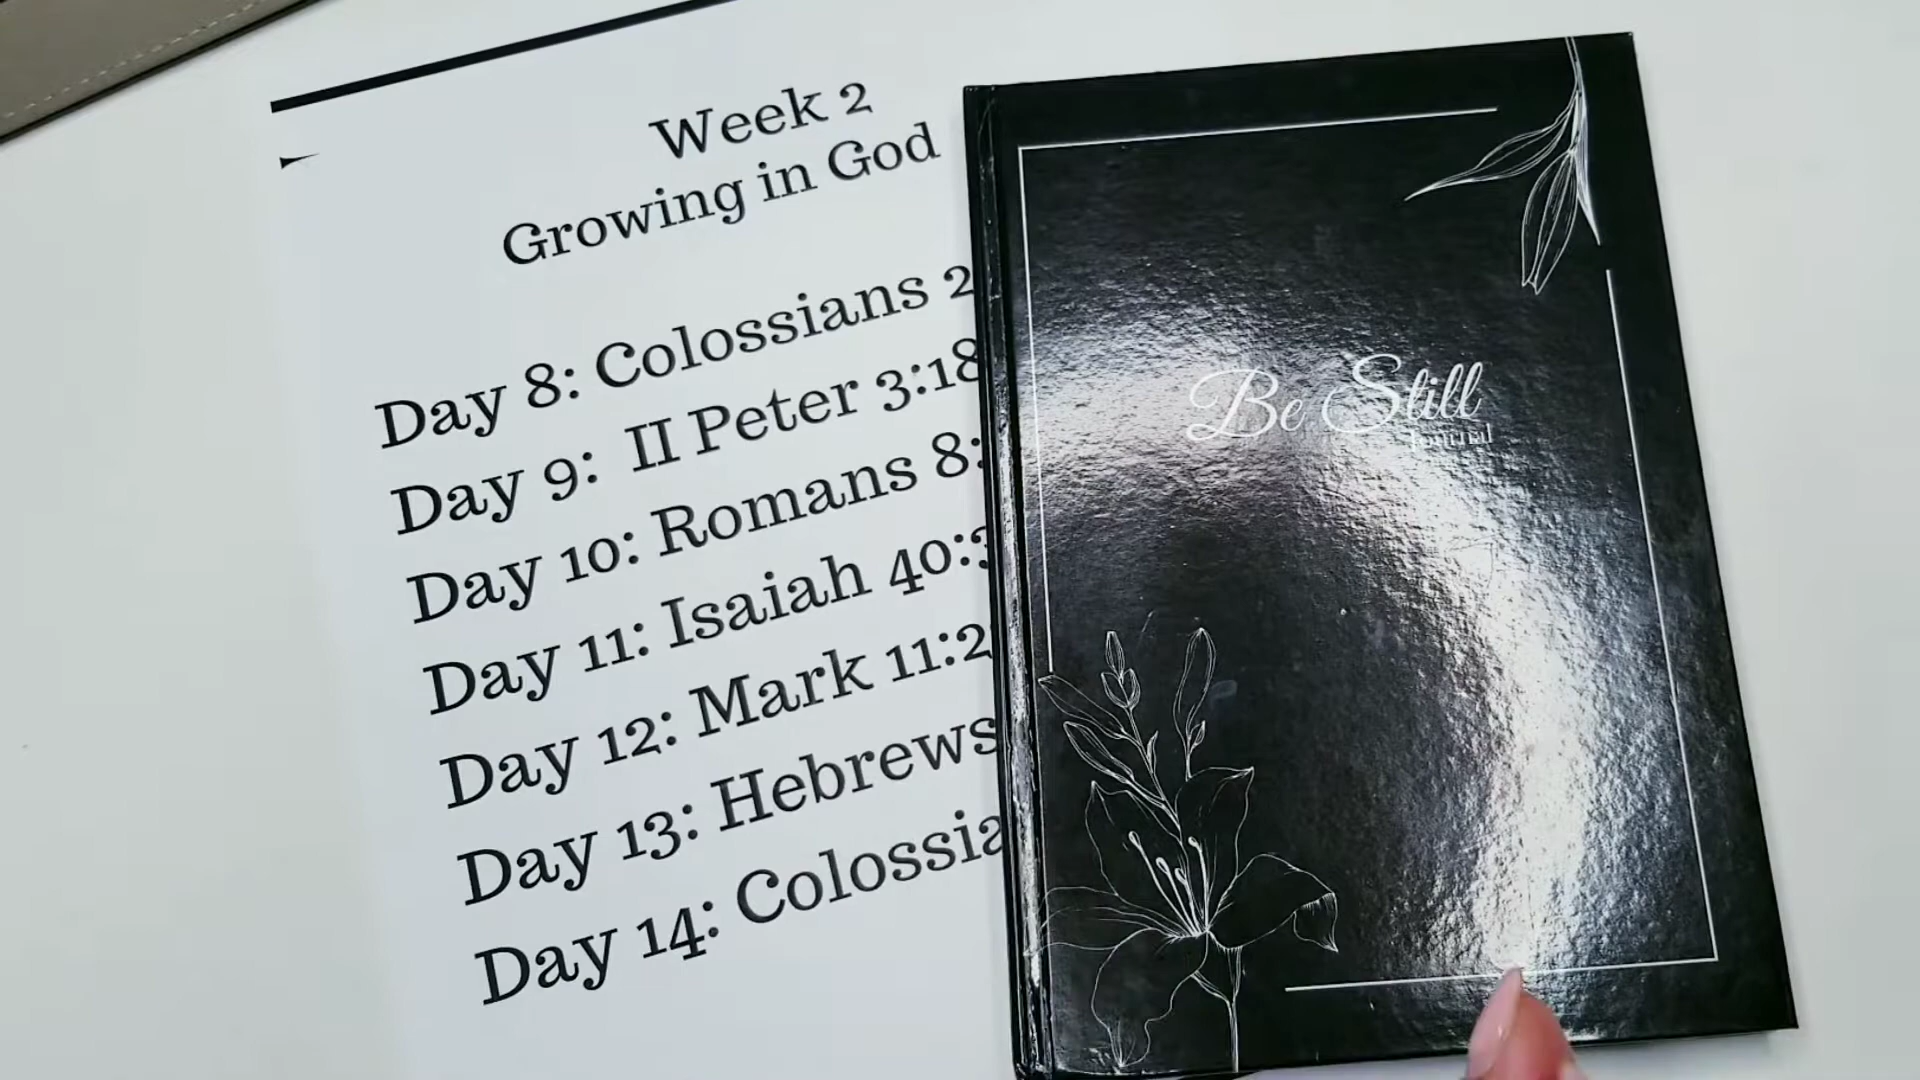 Week 2
Growing in God
Day 8: Colossians 2
Day 9: II Peter 3:18
Day 10: Romans 8:
Day 11: Isaiah 40:3
Day 12: Mark 11:2
Day 13: Hebrews
Day 14: Colossia
Be Still
Journal